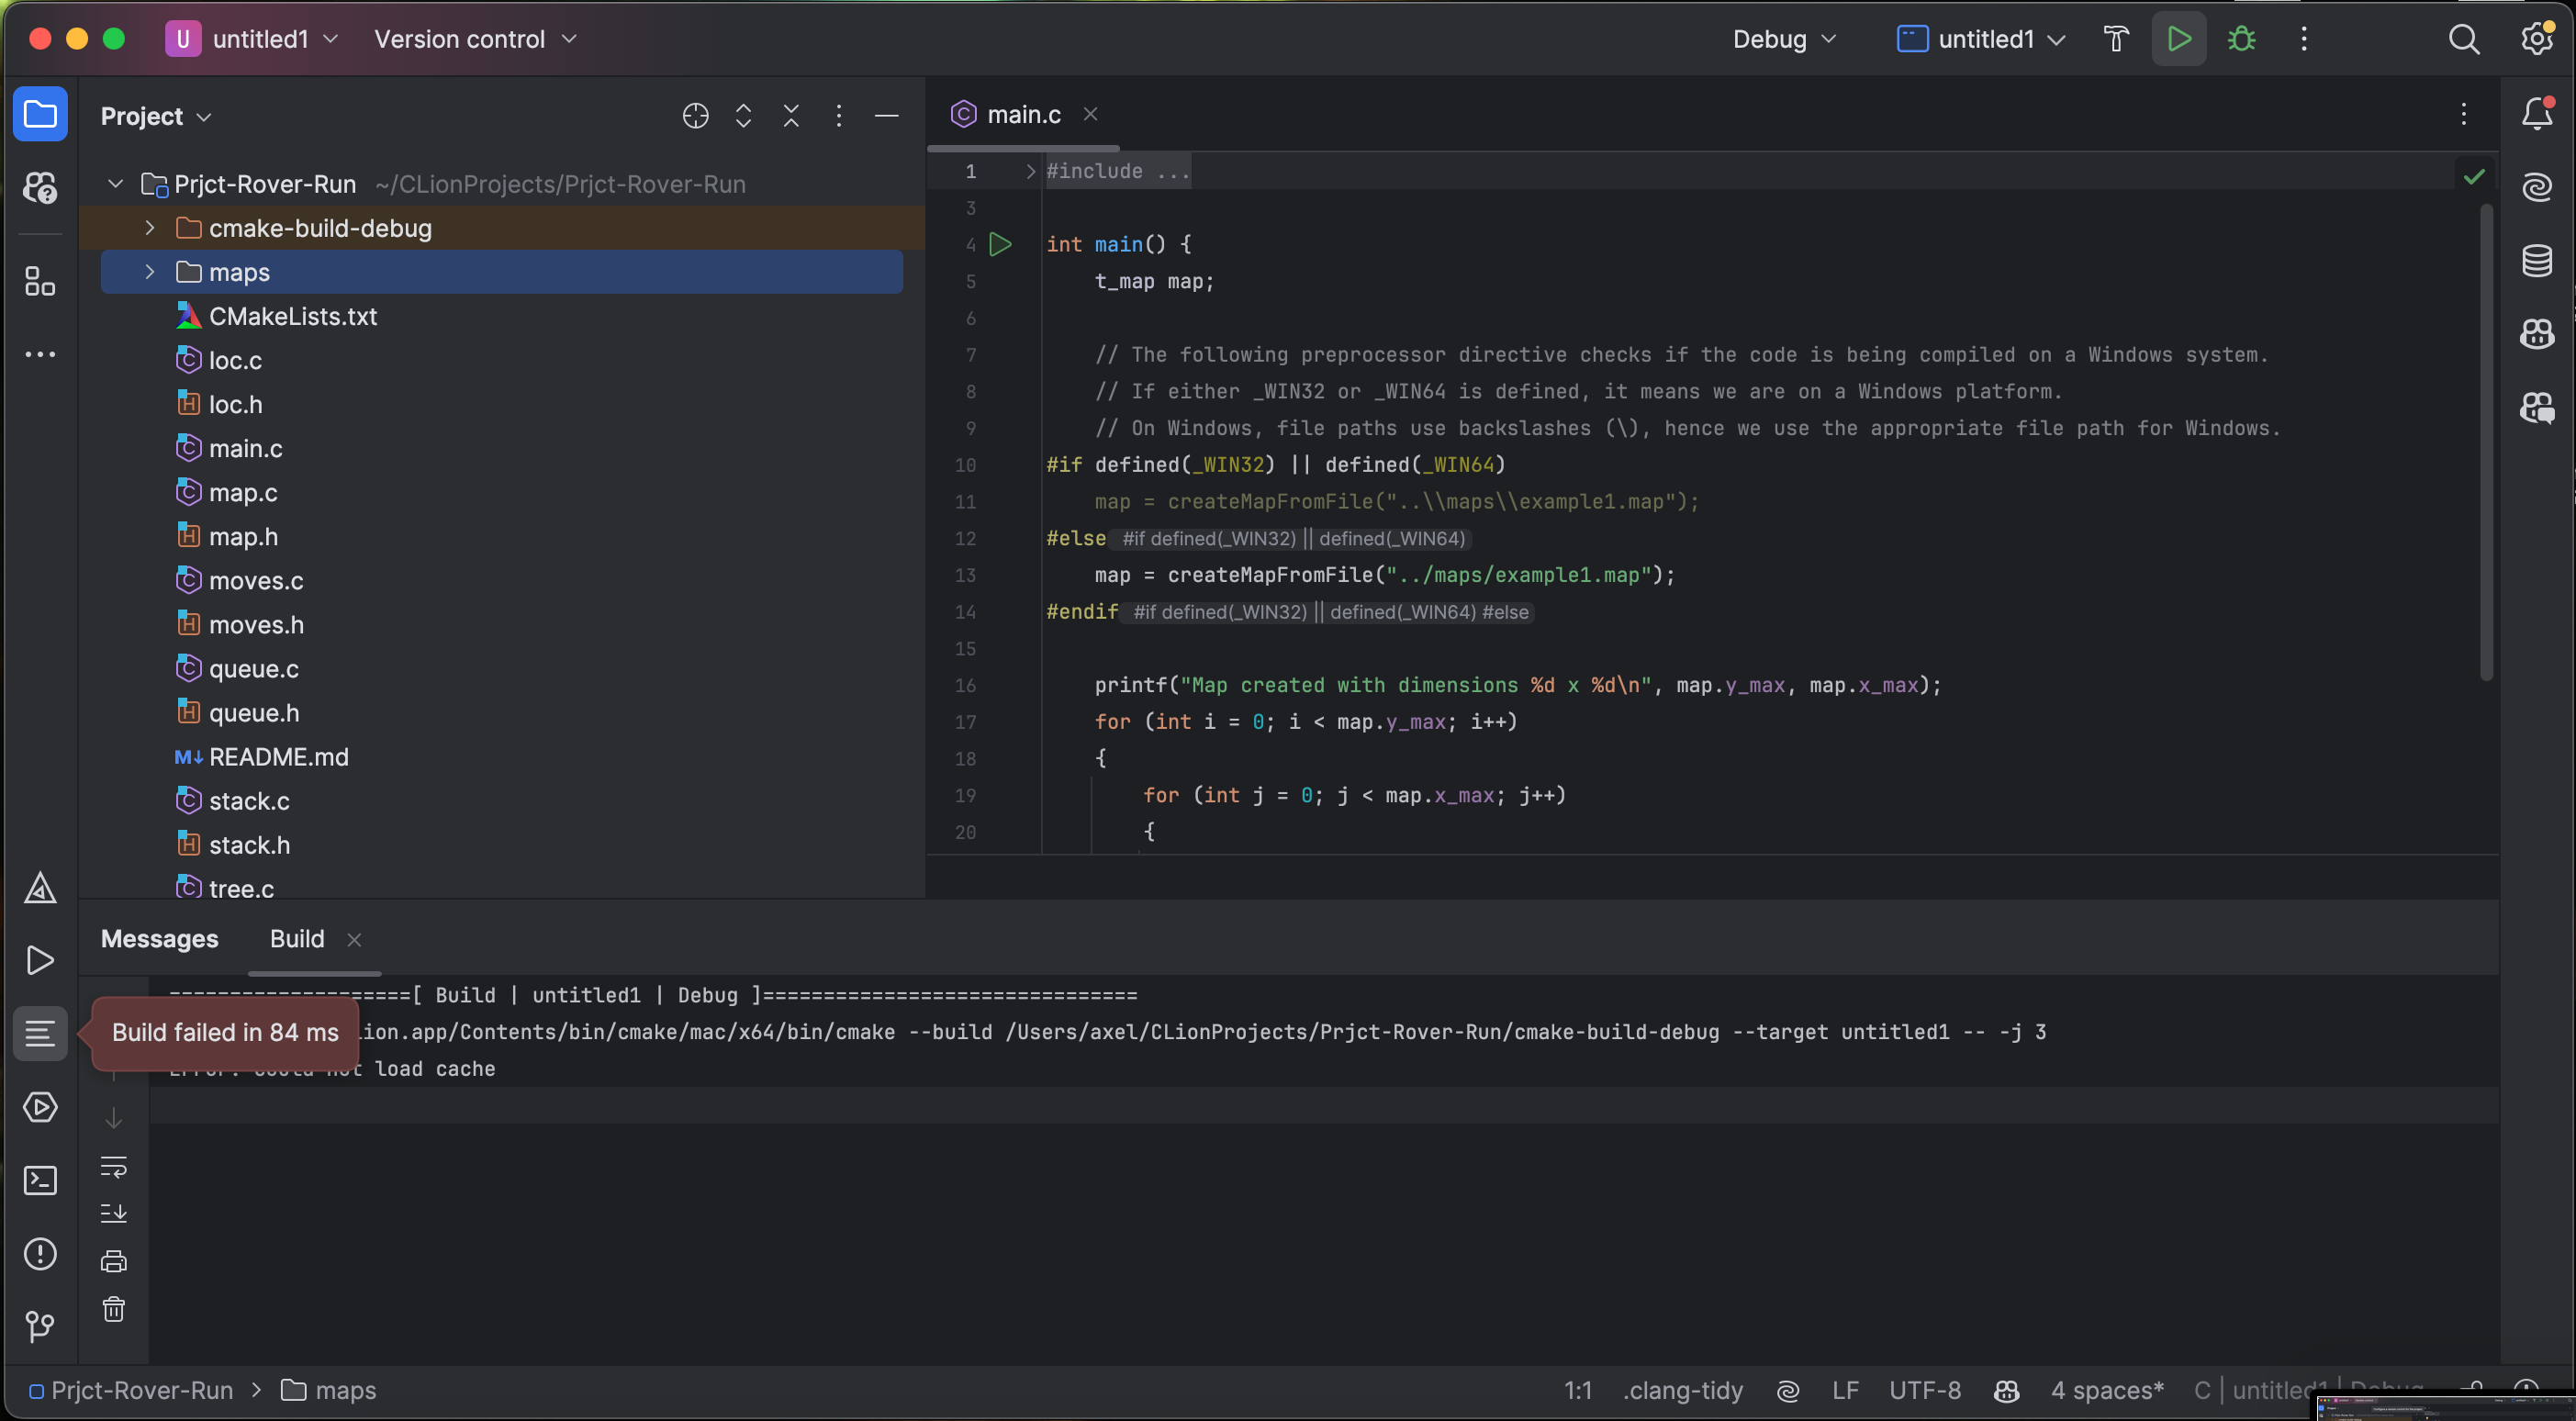 U untitled1 Version control Debug untitled1
Project
main.c
Prjct-Rover-Run ~/CLionProjects/Prjct-Rover-Run
cmake-build-debug
maps
CMakeLists.txt
loc.c
loc.h
main.c
map.c
map.h
moves.c
moves.h
queue.c
queue.h
README.md
stack.c
stack.h
tree.c
1 #include ...
3
4 int main() {
5 t_map map;
6
7 // The following preprocessor directive checks if the code is being compiled on a Windows system.
8 // If either _WIN32 or _WIN64 is defined, it means we are on a Windows platform.
9 // On Windows, file paths use backslashes (\), hence we use the appropriate file path for Windows.
10 #if defined(_WIN32) || defined(_WIN64)
11 map = createMapFromFile("..\\maps\\example1.map");
12 #else #if defined(_WIN32) || defined(_WIN64)
13 map = createMapFromFile("../maps/example1.map");
14 #endif #if defined(_WIN32) || defined(_WIN64) #else
15
16 printf("Map created with dimensions %d x %d\n", map.y_max, map.x_max);
17 for (int i = 0; i < map.y_max; i++)
18 {
19 for (int j = 0; j < map.x_max; j++)
20 {
Messages Build
====================[ Build | untitled1 | Debug ]===============================
Build failed in 84 ms
ion.app/Contents/bin/cmake/mac/x64/bin/cmake --build /Users/axel/CLionProjects/Prjct-Rover-Run/cmake-build-debug --target untitled1 -- -j 3
Error: could not load cache
Prjct-Rover-Run > maps
1:1 .clang-tidy LF UTF-8 4 spaces* C | untitled1 | Debug